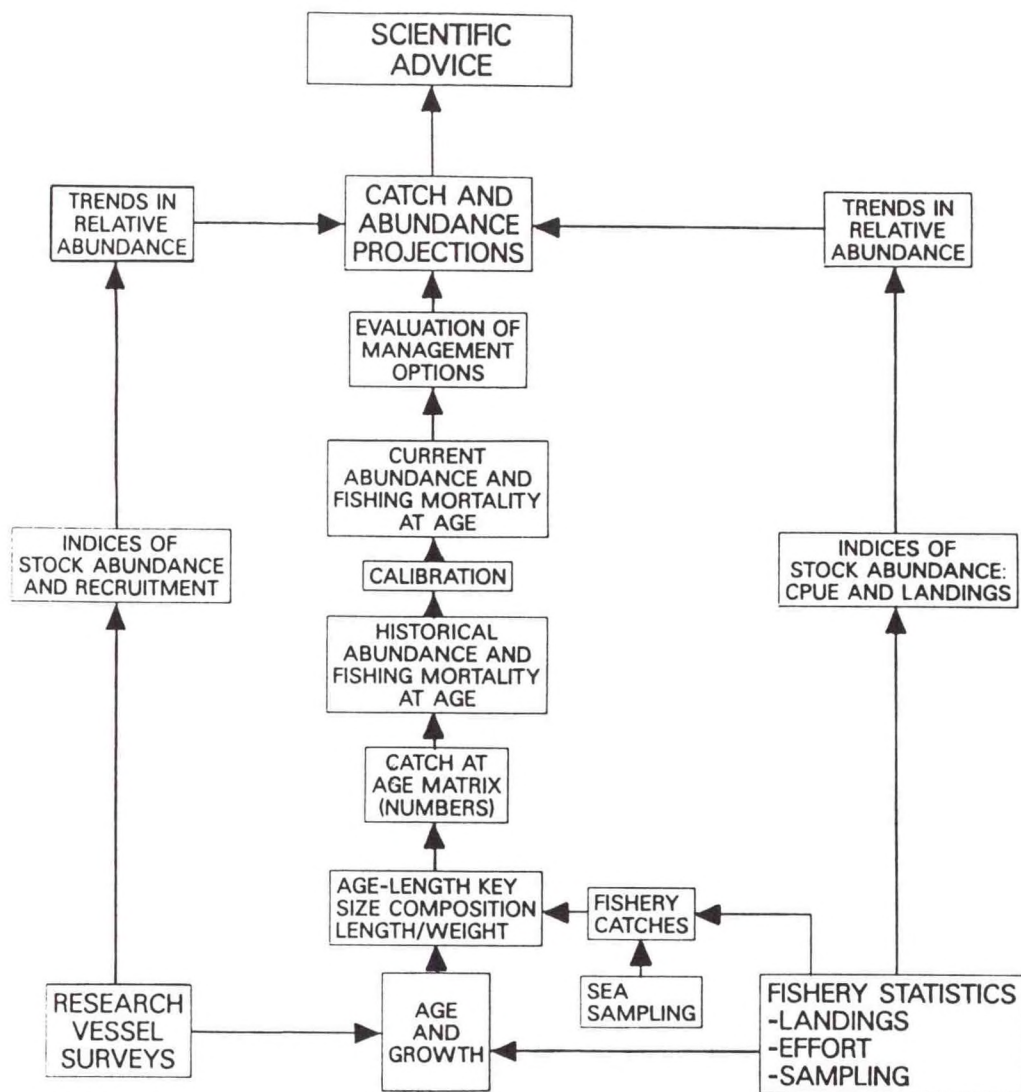 SCIENTIFIC
ADVICE
TRENDS IN
RELATIVE
ABUNDANCE
CATCH AND
ABUNDANCE
PROJECTIONS
TRENDS IN
RELATIVE
ABUNDANCE
EVALUATION OF
MANAGEMENT
OPTIONS
CURRENT
ABUNDANCE AND
FISHING MORTALITY
AT AGE
INDICES OF
STOCK ABUNDANCE
AND RECRUITMENT
CALIBRATION
INDICES OF
STOCK ABUNDANCE:
CPUE AND LANDINGS
HISTORICAL
ABUNDANCE AND
FISHING MORTALITY
AT AGE
CATCH AT
AGE MATRIX
(NUMBERS)
AGE-LENGTH KEY
SIZE COMPOSITION
LENGTH/WEIGHT
FISHERY
CATCHES
RESEARCH
VESSEL
SURVEYS
AGE
AND
GROWTH
SEA
SAMPLING
FISHERY STATISTICS
-LANDINGS
-EFFORT
-SAMPLING